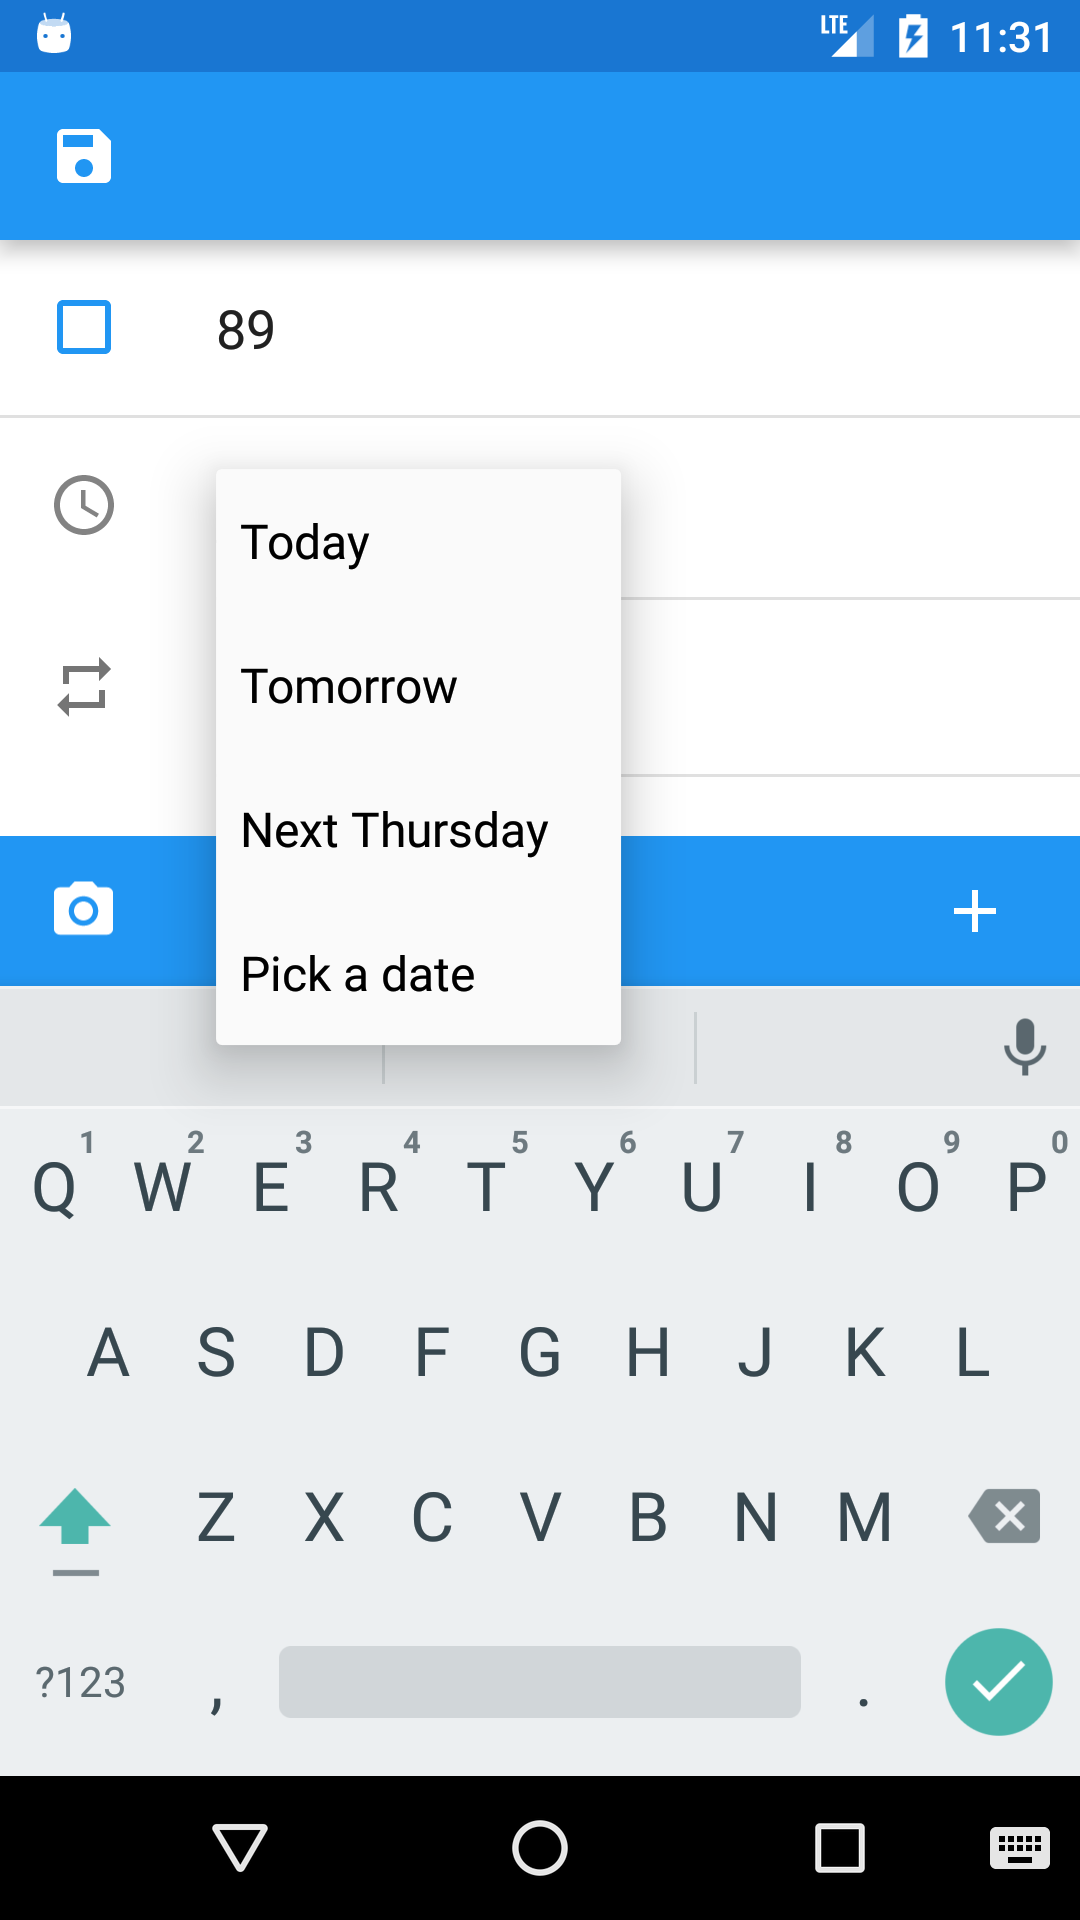 LTE 11:31
89
Today
Tomorrow
Next Thursday
Pick a date
1 2 3 4 5 6 7 8 9 0
Q W E R T Y U I O P
A S D F G H J K L
Z X C V B N M
?123 , .